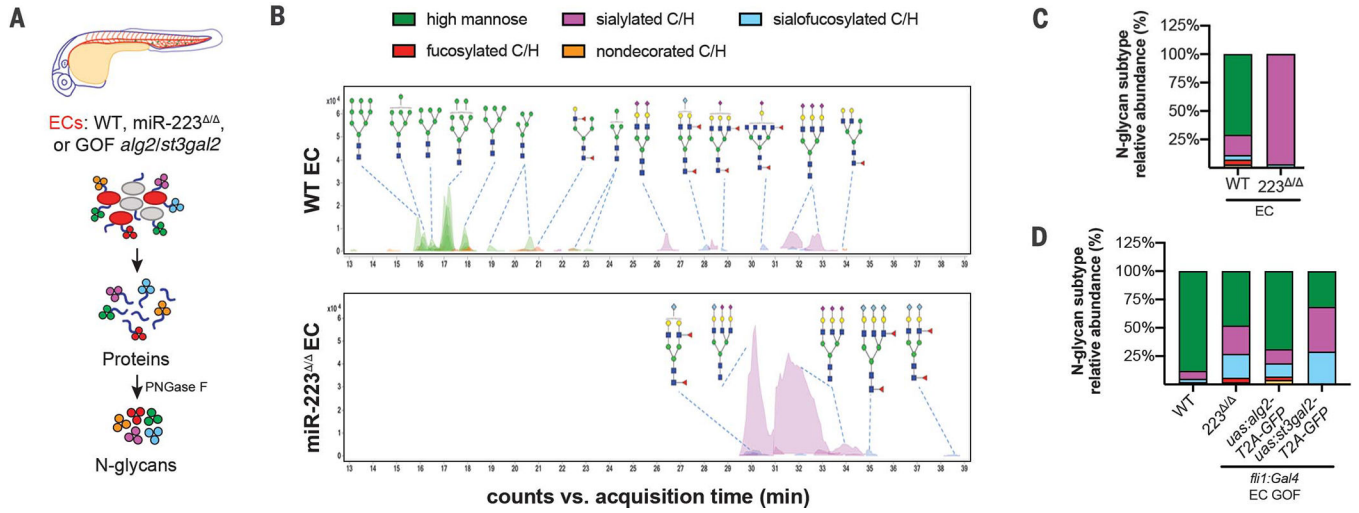 A
ECs: WT, miR-223Δ/Δ,
or GOF alg2/st3gal2
Proteins
PNGase F
N-glycans
B
high mannose
sialylated C/H
sialofucosylated C/H
fucosylated C/H
nondecorated C/H
WT EC
x10⁴
6
5
4
3
2
1
0
13 14 15 16 17 18 19 20 21 22 23 24 25 26 27 28 29 30 31 32 33 34 35 36 37 38 39
miR-223Δ/Δ EC
x10⁴
6
5
4
3
2
1
0
13 14 15 16 17 18 19 20 21 22 23 24 25 26 27 28 29 30 31 32 33 34 35 36 37 38 39
counts vs. acquisition time (min)
C
N-glycan subtype
relative abundance (%)
125%
100%
75%
50%
25%
WT
223Δ/Δ
EC
D
N-glycan subtype
relative abundance (%)
125%
100%
75%
50%
25%
WT
223Δ/Δ
uas:alg2-
T2A-GFP
uas:st3gal2-
T2A-GFP
fli1:Gal4
EC GOF